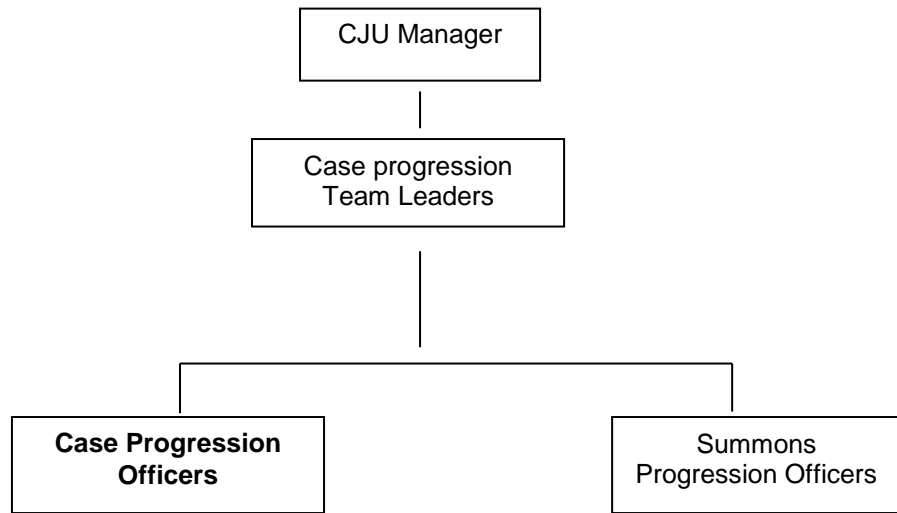 CJU Manager
Case progression
Team Leaders
Case Progression
Officers
Summons
Progression Officers